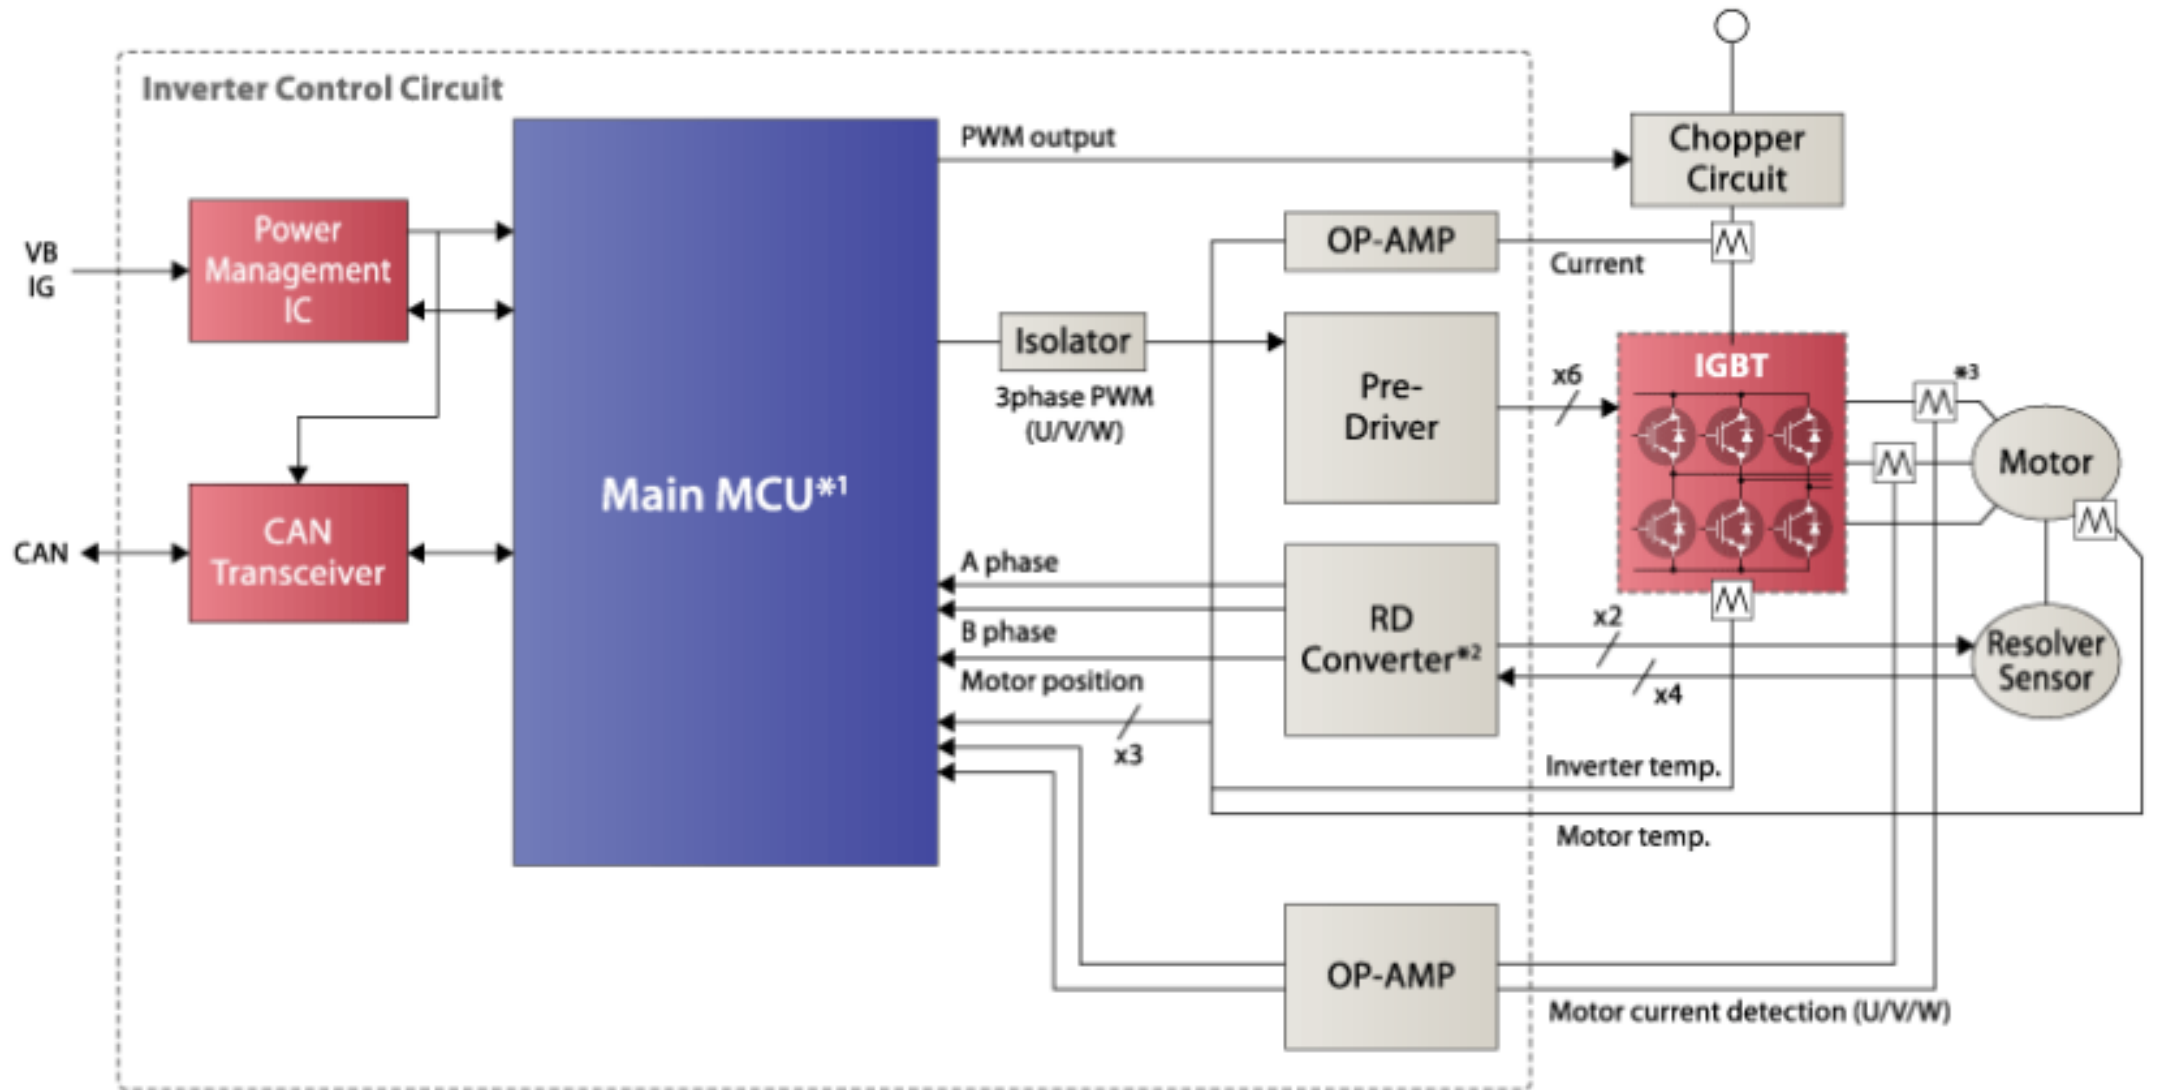 Inverter Control Circuit
VB
IG
CAN
Power
Management
IC
CAN
Transceiver
Main MCU*1
PWM output
Isolator
3phase PWM
(U/V/W)
A phase
B phase
Motor position
x3
OP-AMP
Pre-
Driver
RD
Converter*2
OP-AMP
Chopper
Circuit
Current
x6
IGBT
*3
Motor
x2
x4
Resolver
Sensor
Inverter temp.
Motor temp.
Motor current detection (U/V/W)